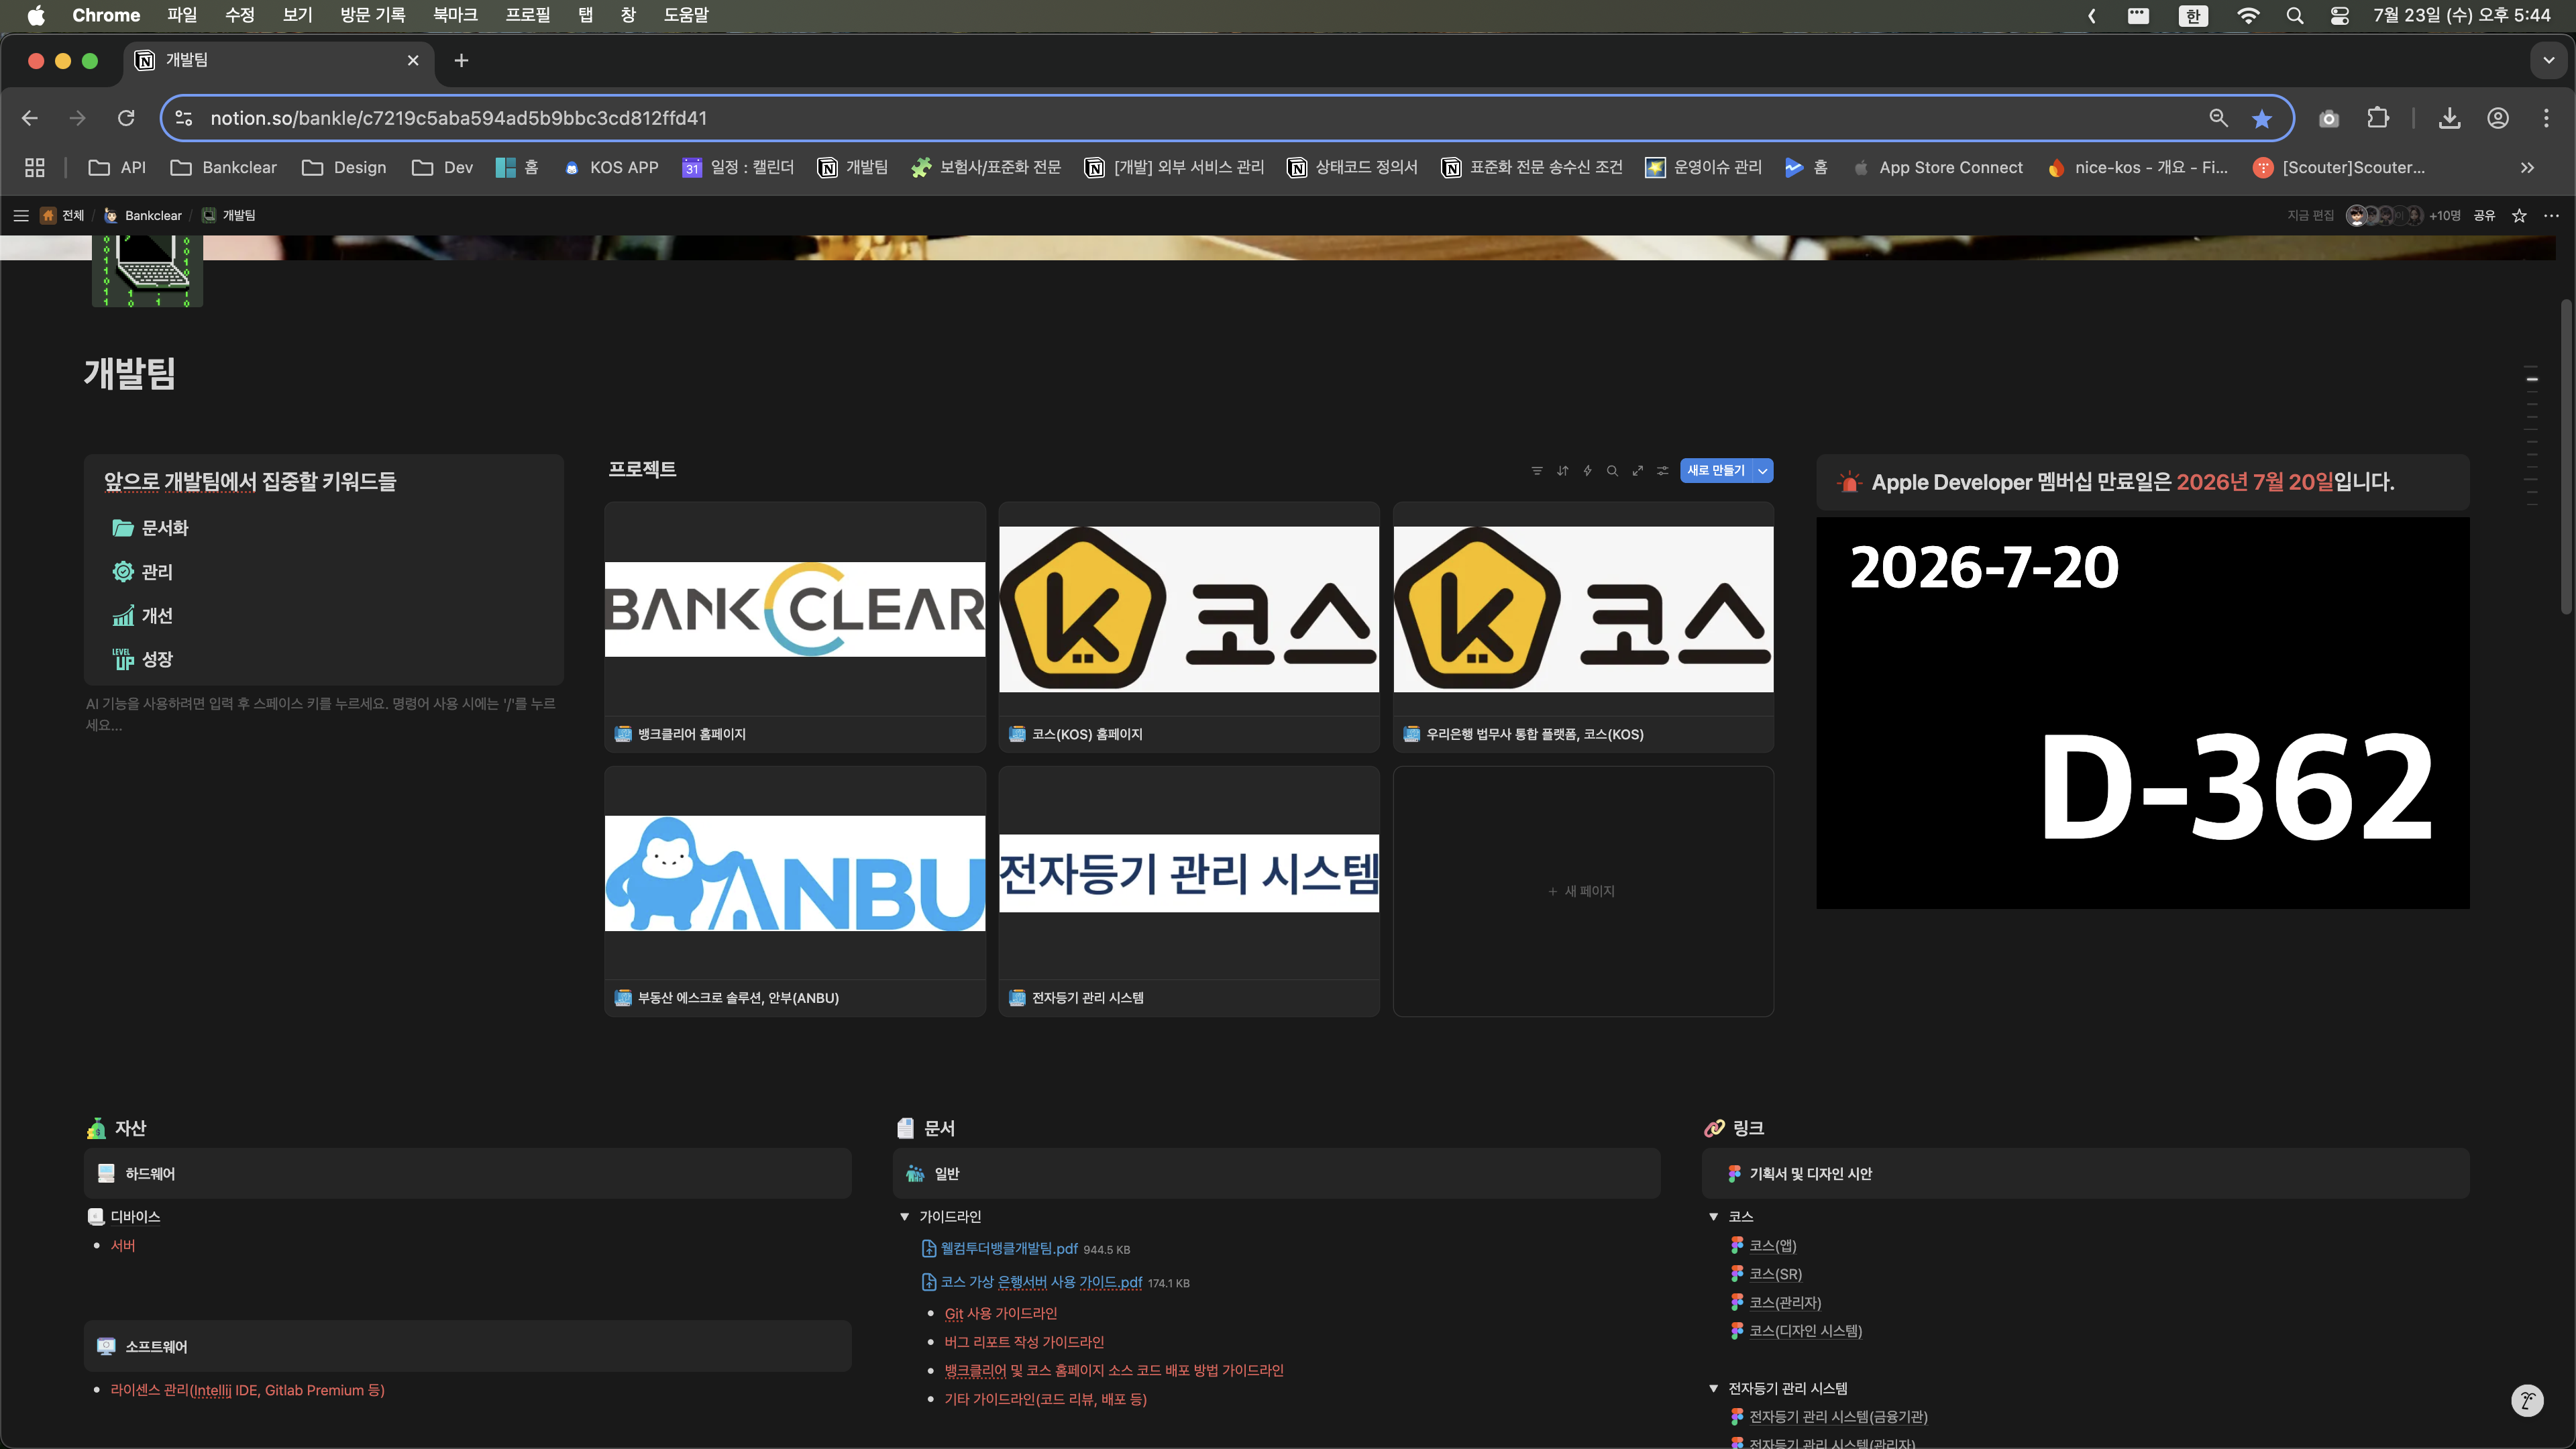 Chrome 파일 수정 보기 방문 기록 북마크 프로필 탭 창 도움말 한 7월 23일 (수) 오후 5:44
개발팀
notion.so/bankle/c7219c5aba594ad5b9bbc3cd812ffd41
API Bankclear Design Dev 홈 KOS APP 31 일정 : 캘린더 개발팀 보험사/표준화 전문 [개발] 외부 서비스 관리 상태코드 정의서 표준화 전문 송수신 조건 운영이슈 관리 홈 App Store Connect nice-kos - 개요 - Fi... [Scouter]Scouter...
전체 / Bankclear / 개발팀 지금 편집 +10명 공유
개발팀
앞으로 개발팀에서 집중할 키워드들
문서화
관리
개선
LEVEL UP 성장
AI 기능을 사용하려면 입력 후 스페이스 키를 누르세요. 명령어 사용 시에는 '/'를 누르
세요...
프로젝트 새로 만들기
BANKCLEAR
뱅크클리어 홈페이지
k 코스
코스(KOS) 홈페이지
k 코스
우리은행 법무사 통합 플랫폼, 코스(KOS)
ANBU
부동산 에스크로 솔루션, 안부(ANBU)
전자등기 관리 시스템
전자등기 관리 시스템
+ 새 페이지
Apple Developer 멤버십 만료일은 2026년 7월 20일입니다.
2026-7-20
D-362
자산
하드웨어
디바이스
• 서버
소프트웨어
• 라이센스 관리(Intellij IDE, Gitlab Premium 등)
문서
일반
가이드라인
웰컴투더뱅클개발팀.pdf 944.5 KB
코스 가상 은행서버 사용 가이드.pdf 174.1 KB
• Git 사용 가이드라인
• 버그 리포트 작성 가이드라인
• 뱅크클리어 및 코스 홈페이지 소스 코드 배포 방법 가이드라인
• 기타 가이드라인(코드 리뷰, 배포 등)
링크
기획서 및 디자인 시안
코스
코스(앱)
코스(SR)
코스(관리자)
코스(디자인 시스템)
전자등기 관리 시스템
전자등기 관리 시스템(금융기관)
전자등기 관리 시스템(관리자)